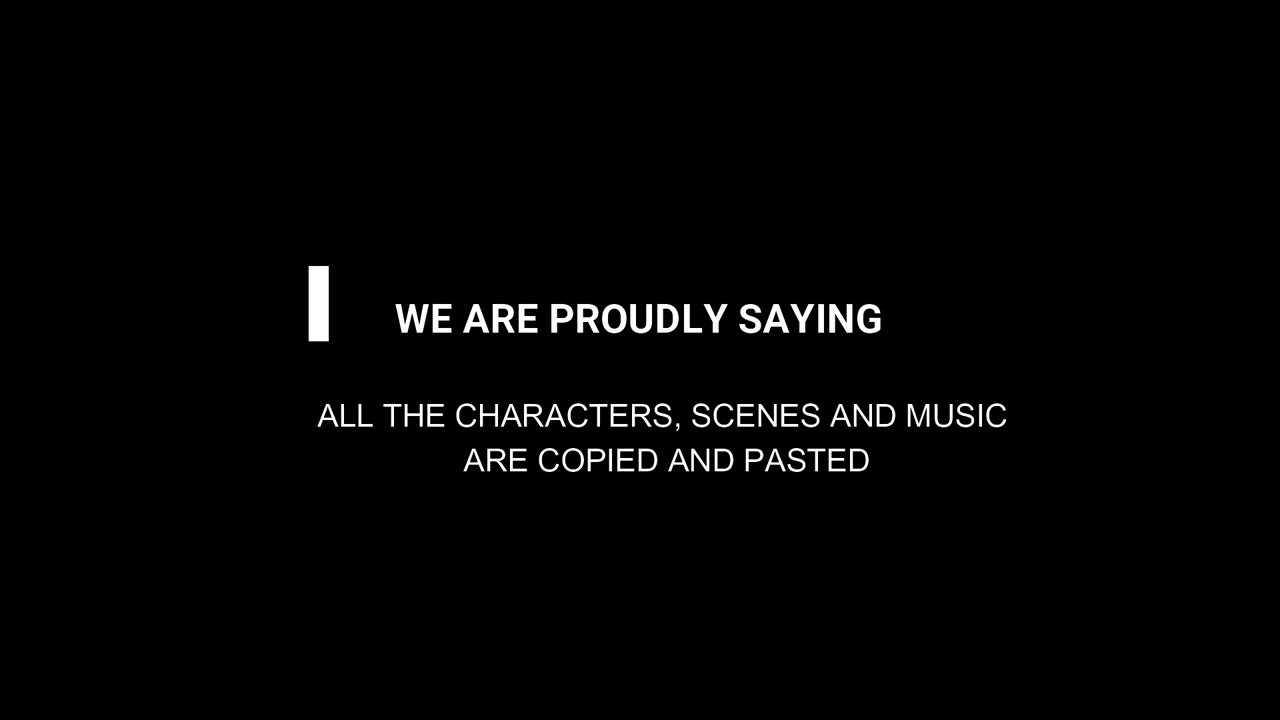 WE ARE PROUDLY SAYING
ALL THE CHARACTERS, SCENES AND MUSIC
ARE COPIED AND PASTED